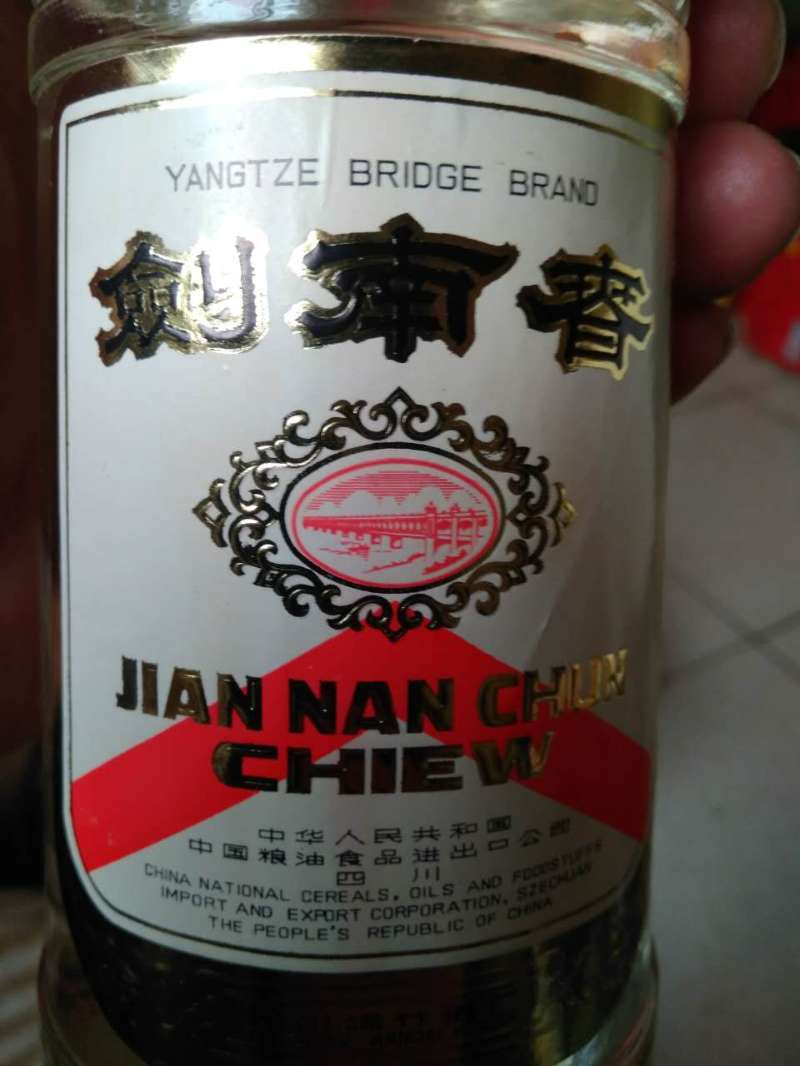 YANGTZE BRIDGE BRAND
劍南春
JIAN NAN CHUN
CHIEW
中华人民共和国
中国粮油食品进出口公司
四川
CHINA NATIONAL CEREALS, OILS AND FOODSTUFFS
IMPORT AND EXPORT CORPORATION, SZECHUAN
THE PEOPLE'S REPUBLIC OF CHINA